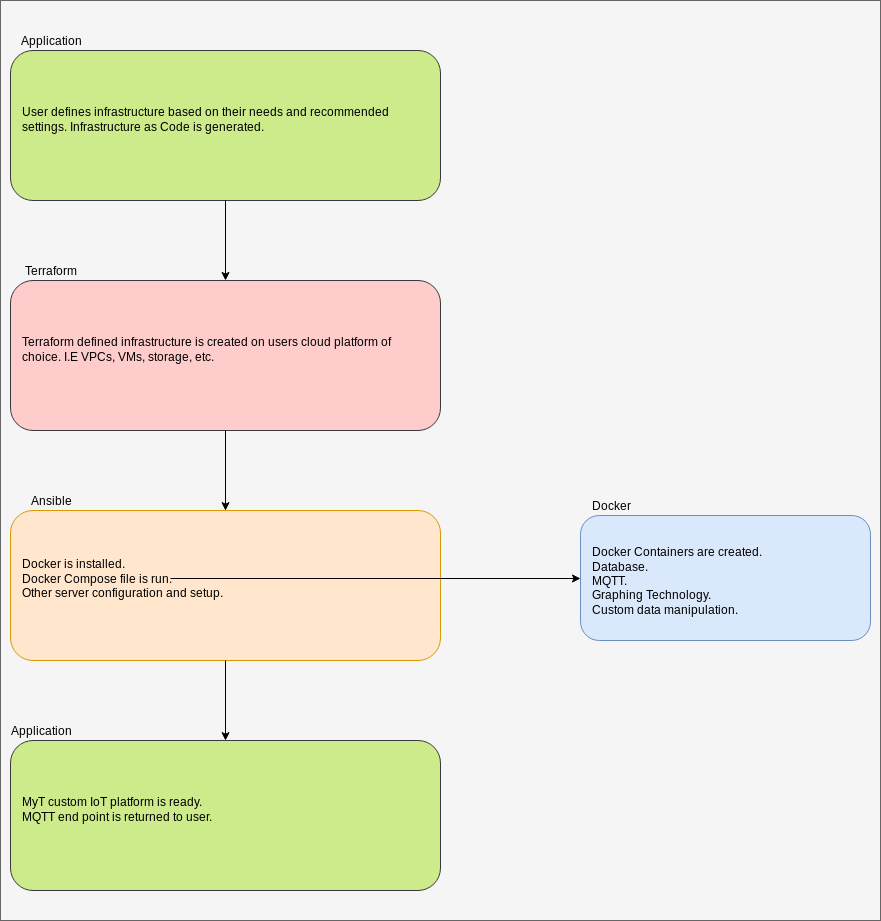 Application
User defines infrastructure based on their needs and recommended
settings. Infrastructure as Code is generated.
Terraform
Terraform defined infrastructure is created on users cloud platform of
choice. I.E VPCs, VMs, storage, etc.
Ansible
Docker is installed.
Docker Compose file is run.
Other server configuration and setup.
Docker
Docker Containers are created.
Database.
MQTT.
Graphing Technology.
Custom data manipulation.
Application
MyT custom IoT platform is ready.
MQTT end point is returned to user.